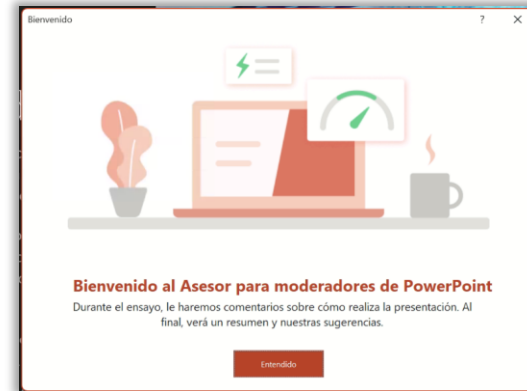 Bienvenido
?
Bienvenido al Asesor para moderadores de PowerPoint
Durante el ensayo, le haremos comentarios sobre cómo realiza la presentación. Al
final, verá un resumen y nuestras sugerencias.
Entendido